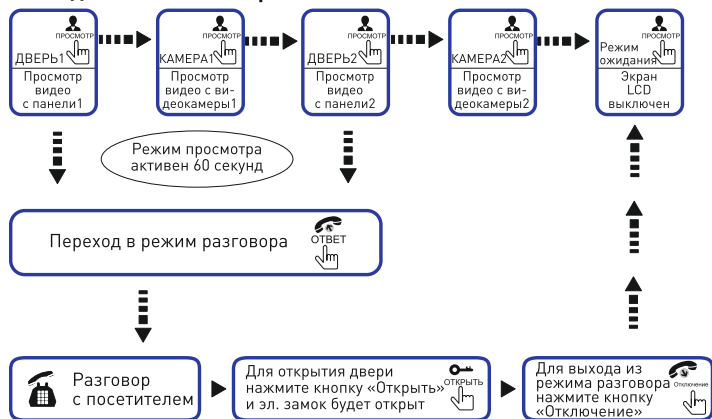 ПРОСМОТР
ДВЕРЬ1
Просмотр
видео
с панели1
ПРОСМОТР
КАМЕРА1
Просмотр
видео с ви-
деокамеры1
ПРОСМОТР
ДВЕРЬ2
Просмотр
видео
с панели2
ПРОСМОТР
КАМЕРА2
Просмотр
видео с ви-
деокамеры2
ПРОСМОТР
Режим
ожидания
Экран
LCD
выключен
Режим просмотра
активен 60 секунд
Переход в режим разговора
ОТВЕТ
Разговор
с посетителем
Для открытия двери
нажмите кнопку «Открыть»
и эл. замок будет открыт
ОТКРЫТЬ
Для выхода из
режима разговора
нажмите кнопку
«Отключение»
Отключение